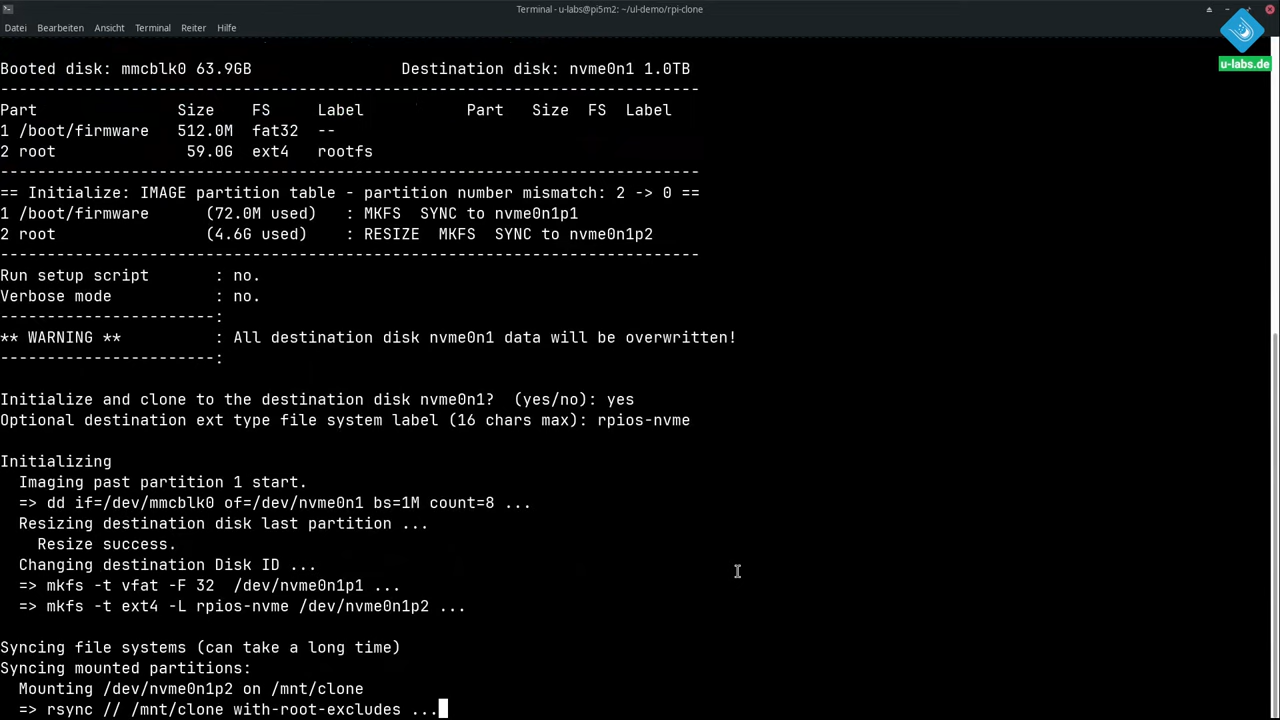 Terminal - u-labs@pi5m2: ~/ul-demo/rpi-clone
Datei Bearbeiten Ansicht Terminal Reiter Hilfe
u-labs.de
Booted disk: mmcblk0 63.9GB Destination disk: nvme0n1 1.0TB
---------------------------------------------------------------------------
Part Size FS Label Part Size FS Label
1 /boot/firmware 512.0M fat32 --
2 root 59.0G ext4 rootfs
---------------------------------------------------------------------------
== Initialize: IMAGE partition table - partition number mismatch: 2 -> 0 ==
1 /boot/firmware (72.0M used) : MKFS SYNC to nvme0n1p1
2 root (4.6G used) : RESIZE MKFS SYNC to nvme0n1p2
---------------------------------------------------------------------------
Run setup script : no.
Verbose mode : no.
-----------------------:
** WARNING ** : All destination disk nvme0n1 data will be overwritten!
-----------------------:
Initialize and clone to the destination disk nvme0n1? (yes/no): yes
Optional destination ext type file system label (16 chars max): rpios-nvme
Initializing
Imaging past partition 1 start.
=> dd if=/dev/mmcblk0 of=/dev/nvme0n1 bs=1M count=8 ...
Resizing destination disk last partition ...
Resize success.
Changing destination Disk ID ...
=> mkfs -t vfat -F 32 /dev/nvme0n1p1 ...
=> mkfs -t ext4 -L rpios-nvme /dev/nvme0n1p2 ...
Syncing file systems (can take a long time)
Syncing mounted partitions:
Mounting /dev/nvme0n1p2 on /mnt/clone
=> rsync // /mnt/clone with-root-excludes ...